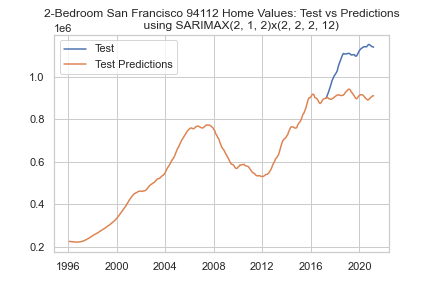 2-Bedroom San Francisco 94112 Home Values: Test vs Predictions
using SARIMAX(2, 1, 2)x(2, 2, 2, 12)
1e6
Test
Test Predictions
1.0
0.8
0.6
0.4
0.2
1996
2000
2004
2008
2012
2016
2020